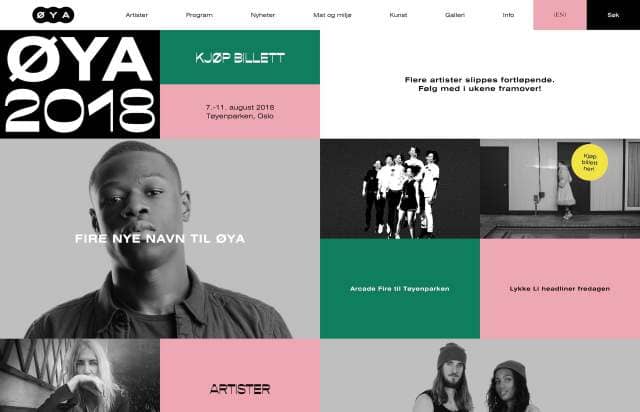 ØYA
Artister
Program
Nyheter
Mat og miljø
Kunst
Galleri
Info
(EN)
Søk
ØYA
2018
KJØP BILLETT
7.-11. august 2018
Tøyenparken, Oslo
Flere artister slippes fortløpende.
Følg med i ukene framover!
FIRE NYE NAVN TIL ØYA
Kjøp
billett
her!
Arcade Fire til Tøyenparken
Lykke Li headliner fredagen
ARTISTER